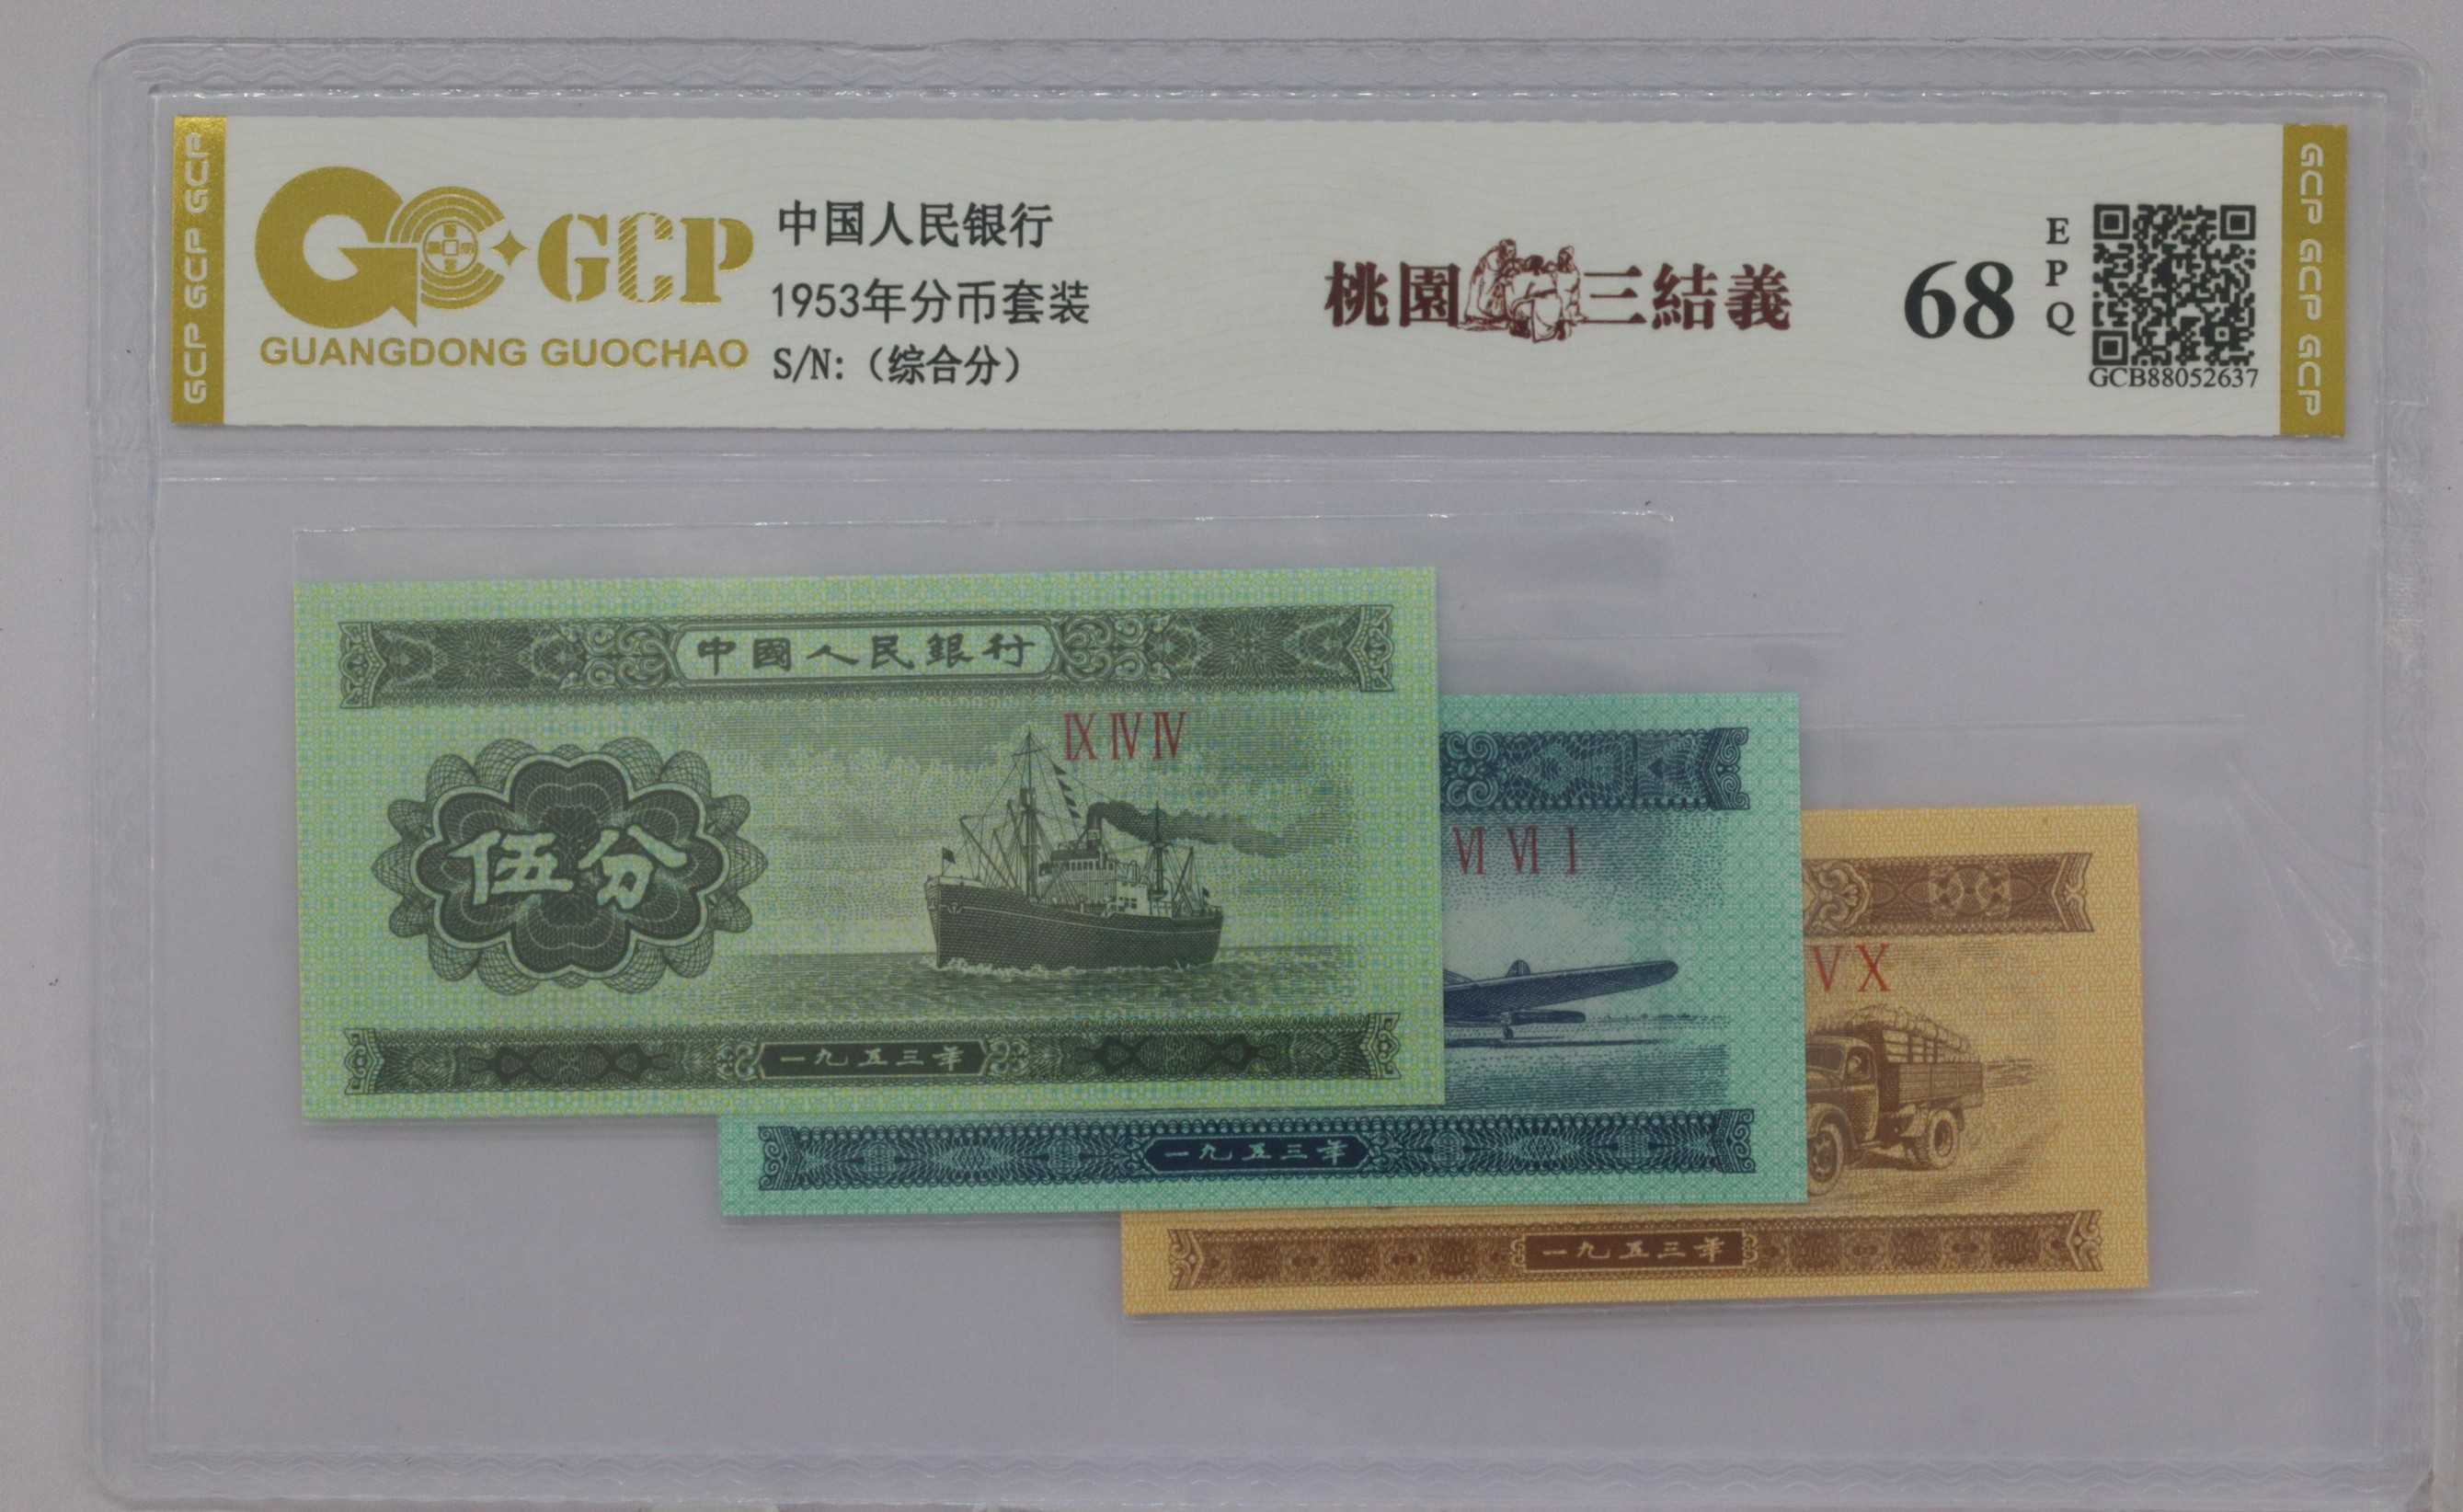 GCP GCP GCP
GCP
GUANGDONG GUOCHAO
中国人民银行
1953年分币套装
S/N:（综合分）
桃園三結義
68
EPQ
GCB88052637
GCP GCP GCP
中國人民銀行
ⅨⅣⅣ
伍分
一九五三年
Ⅵ Ⅵ Ⅰ
一九五三年
Ⅴ Ⅹ
一九五三年